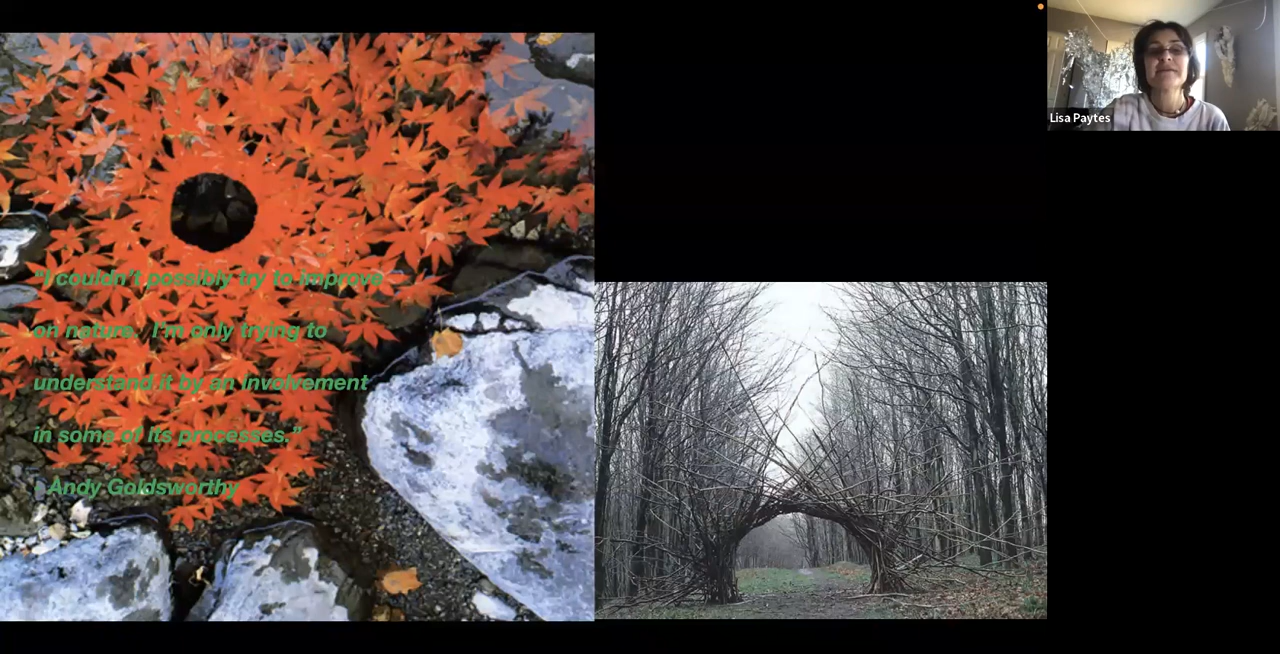 "I couldn't possibly try to improve
on nature.  I'm only trying to
understand it by an involvement
in some of its processes."
Andy Goldsworthy
Lisa Paytes